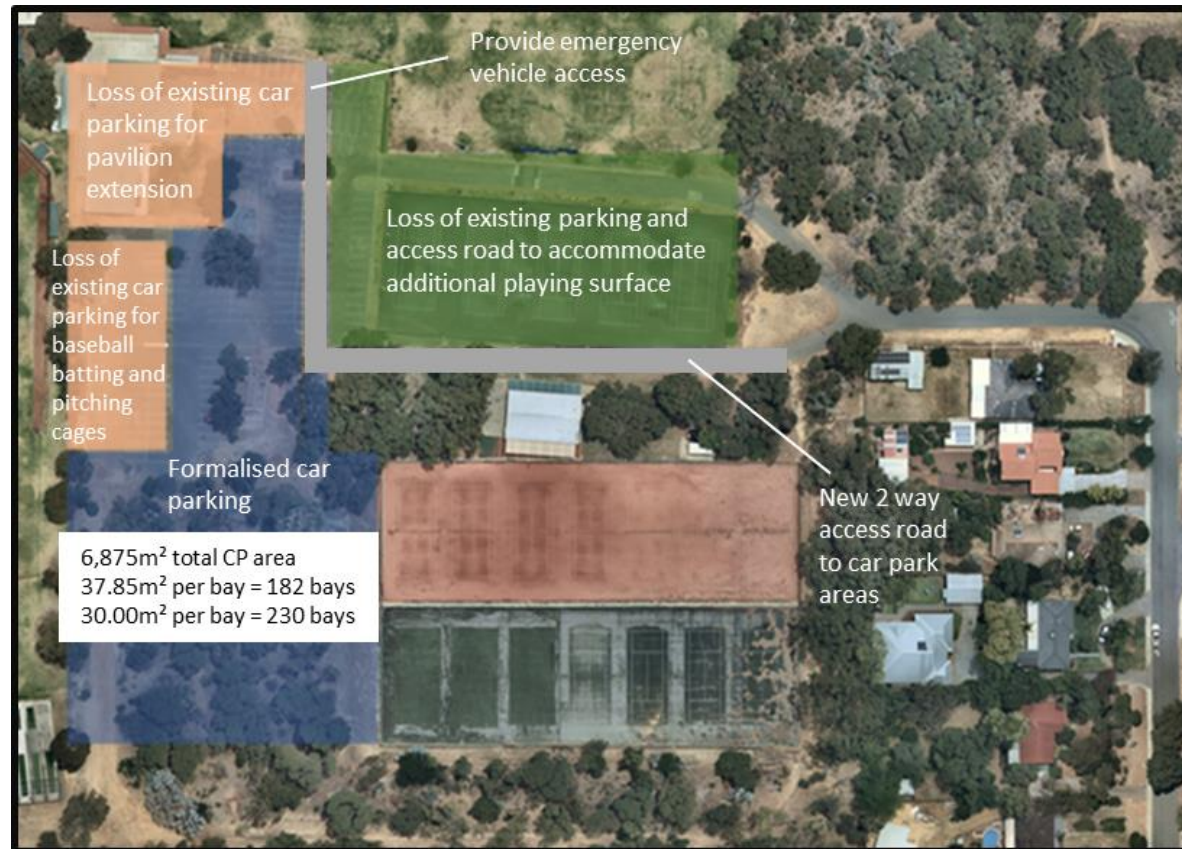 Provide emergency
vehicle access
Loss of existing car
parking for
pavilion
extension
Loss of existing parking and
access road to accommodate
additional playing surface
Loss of
existing car
parking for
baseball
batting and
pitching
cages
Formalised car
parking
6,875m² total CP area
37.85m² per bay = 182 bays
30.00m² per bay = 230 bays
New 2 way
access road
to car park
areas